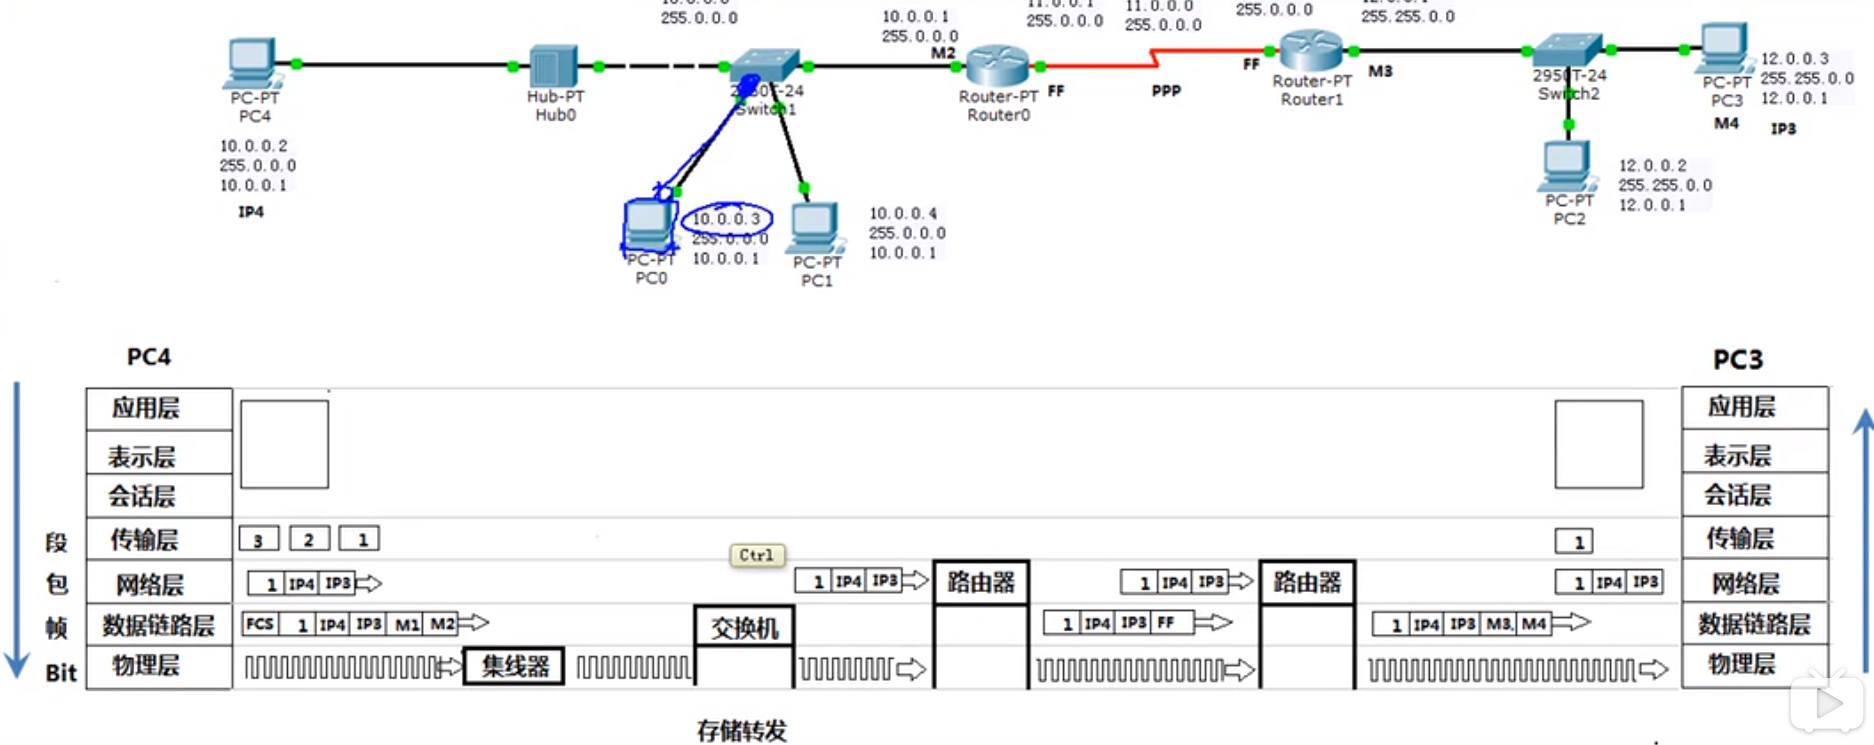 255.0.0.0
10.0.0.1
255.0.0.0
M2
255.0.0.0
11.0.0.0
255.0.0.0
255.0.0.0
255.255.0.0
PC-PT
PC4
10.0.0.2
255.0.0.0
10.0.0.1
IP4
Hub-PT
Hub0
Switch1
Router-PT
Router0
FF
PPP
FF
Router-PT
Router1
M3
2950T-24
Switch2
PC-PT
PC3
M4
12.0.0.3
255.255.0.0
12.0.0.1
IP3
PC-PT
PC2
12.0.0.2
255.255.0.0
12.0.0.1
PC-PT
PC0
10.0.0.3
255.0.0.0
10.0.0.1
PC-PT
PC1
10.0.0.4
255.0.0.0
10.0.0.1
PC4
PC3
应用层
应用层
表示层
表示层
会话层
会话层
段 传输层 3 2 1 1 传输层
Ctrl
包 网络层 1 IP4 IP3 1 IP4 IP3 路由器 1 IP4 IP3 路由器 1 IP4 IP3 网络层
帧 数据链路层 FCS 1 IP4 IP3 M1 M2 交换机 1 IP4 IP3 FF 1 IP4 IP3 M3, M4 数据链路层
Bit 物理层 集线器 物理层
存储转发